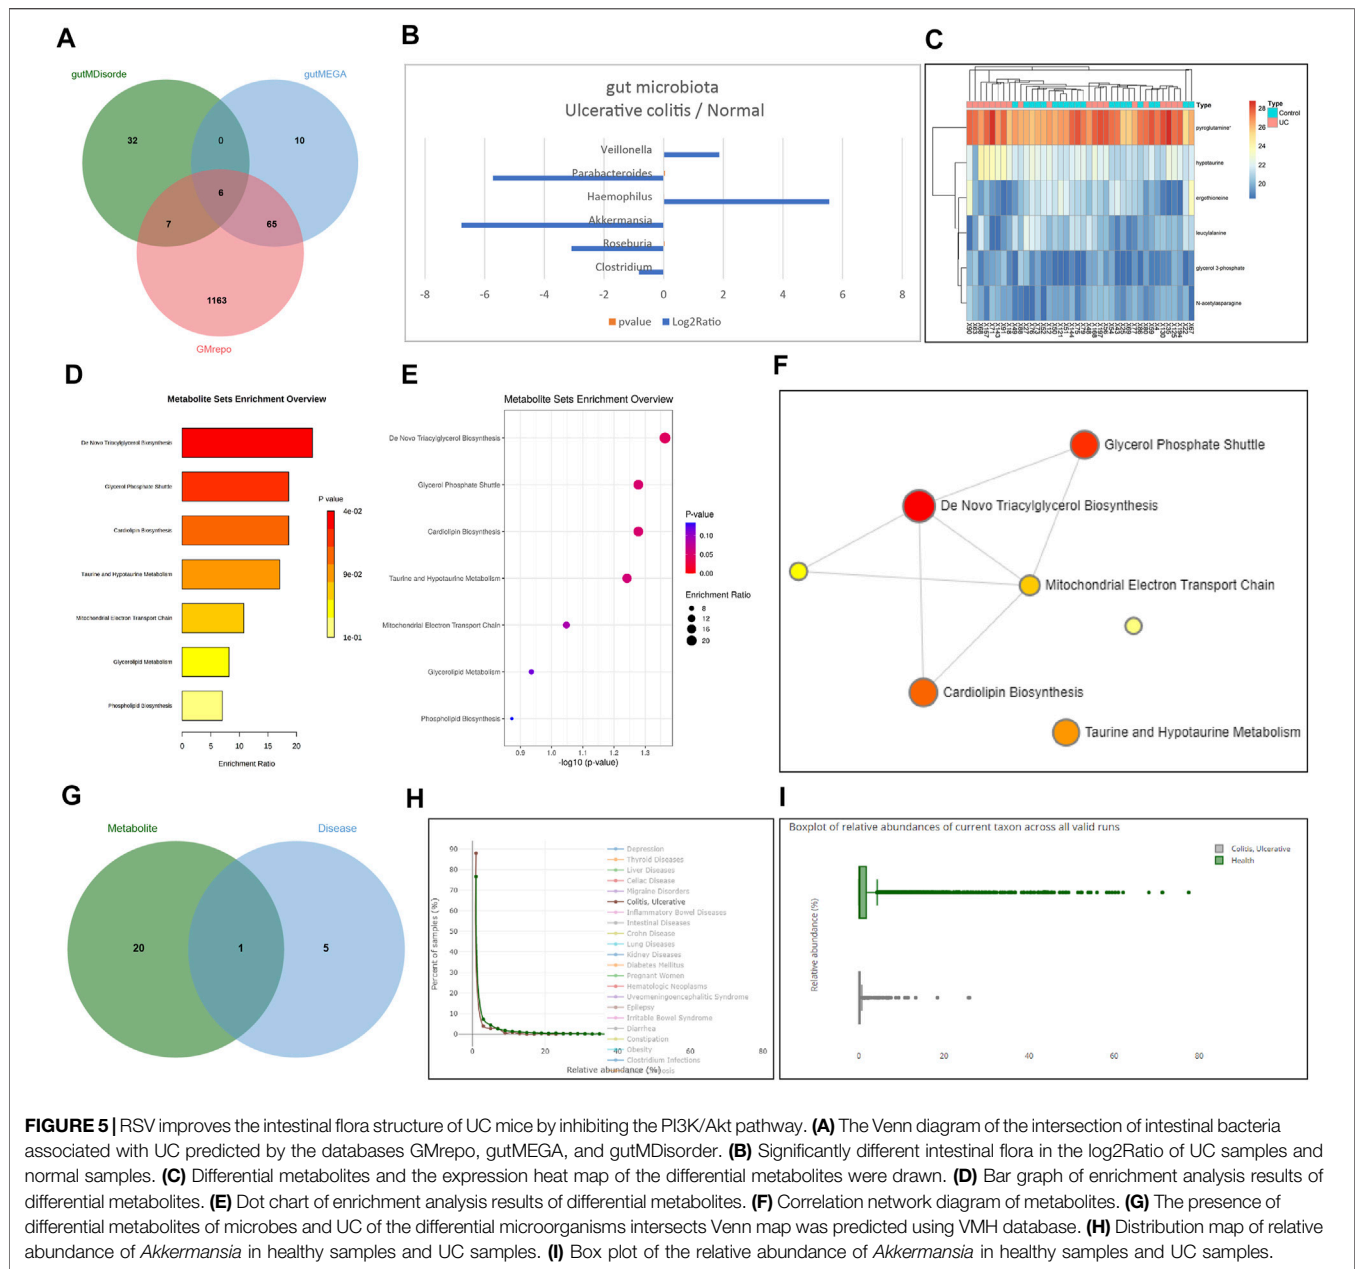 A
gutMDisorde
gutMEGA
32
0
10
6
7
65
1163
GMrepo
B
gut microbiota
Ulcerative colitis / Normal
Veillonella
Parabacteroides
Haemophilus
Akkermansia
Roseburia
Clostridium
-8 -6 -4 -2 0 2 4 6 8
pvalue Log2Ratio
C
Type
pyroglutamine*
hypotaurine
ergothioneine
leucylalanine
glycerol 3-phosphate
N-acetylasparagine
28
26
24
22
20
Type
Control
UC
D
Metabolite Sets Enrichment Overview
De Novo Triacylglycerol Biosynthesis
Glycerol Phosphate Shuttle
Cardiolipin Biosynthesis
Taurine and Hypotaurine Metabolism
Mitochondrial Electron Transport Chain
Glycerolipid Metabolism
Phospholipid Biosynthesis
0 5 10 15 20
Enrichment Ratio
P value
4e-02
9e-02
1e-01
E
Metabolite Sets Enrichment Overview
De Novo Triacylglycerol Biosynthesis
Glycerol Phosphate Shuttle
Cardiolipin Biosynthesis
Taurine and Hypotaurine Metabolism
Mitochondrial Electron Transport Chain
Glycerolipid Metabolism
Phospholipid Biosynthesis
0.9 1.0 1.1 1.2 1.3
-log10 (p-value)
P-value
0.10
0.05
0.00
Enrichment Ratio
8
12
16
20
F
Glycerol Phosphate Shuttle
De Novo Triacylglycerol Biosynthesis
Mitochondrial Electron Transport Chain
Cardiolipin Biosynthesis
Taurine and Hypotaurine Metabolism
G
Metabolite
Disease
20
1
5
H
Percent of samples (%)
90
80
70
60
50
40
30
20
10
0
0 20 40 60 80
Relative abundance (%)
Depression
Thyroid Diseases
Liver Diseases
Celiac Disease
Migraine Disorders
Colitis, Ulcerative
Inflammatory Bowel Diseases
Intestinal Diseases
Crohn Disease
Lung Diseases
Kidney Diseases
Diabetes Mellitus
Pregnant Women
Hematologic Neoplasms
Uveomeningoencephalitic Syndrome
Epilepsy
Irritable Bowel Syndrome
Diarrhea
Constipation
Obesity
Clostridium Infections
I
Boxplot of relative abundances of current taxon across all valid runs
Colitis, Ulcerative
Health
Relative abundance (%)
0 20 40 60 80
FIGURE 5 | RSV improves the intestinal flora structure of UC mice by inhibiting the PI3K/Akt pathway. (A) The Venn diagram of the intersection of intestinal bacteria
associated with UC predicted by the databases GMrepo, gutMEGA, and gutMDisorder. (B) Significantly different intestinal flora in the log2Ratio of UC samples and
normal samples. (C) Differential metabolites and the expression heat map of the differential metabolites were drawn. (D) Bar graph of enrichment analysis results of
differential metabolites. (E) Dot chart of enrichment analysis results of differential metabolites. (F) Correlation network diagram of metabolites. (G) The presence of
differential metabolites of microbes and UC of the differential microorganisms intersects Venn map was predicted using VMH database. (H) Distribution map of relative
abundance of Akkermansia in healthy samples and UC samples. (I) Box plot of the relative abundance of Akkermansia in healthy samples and UC samples.